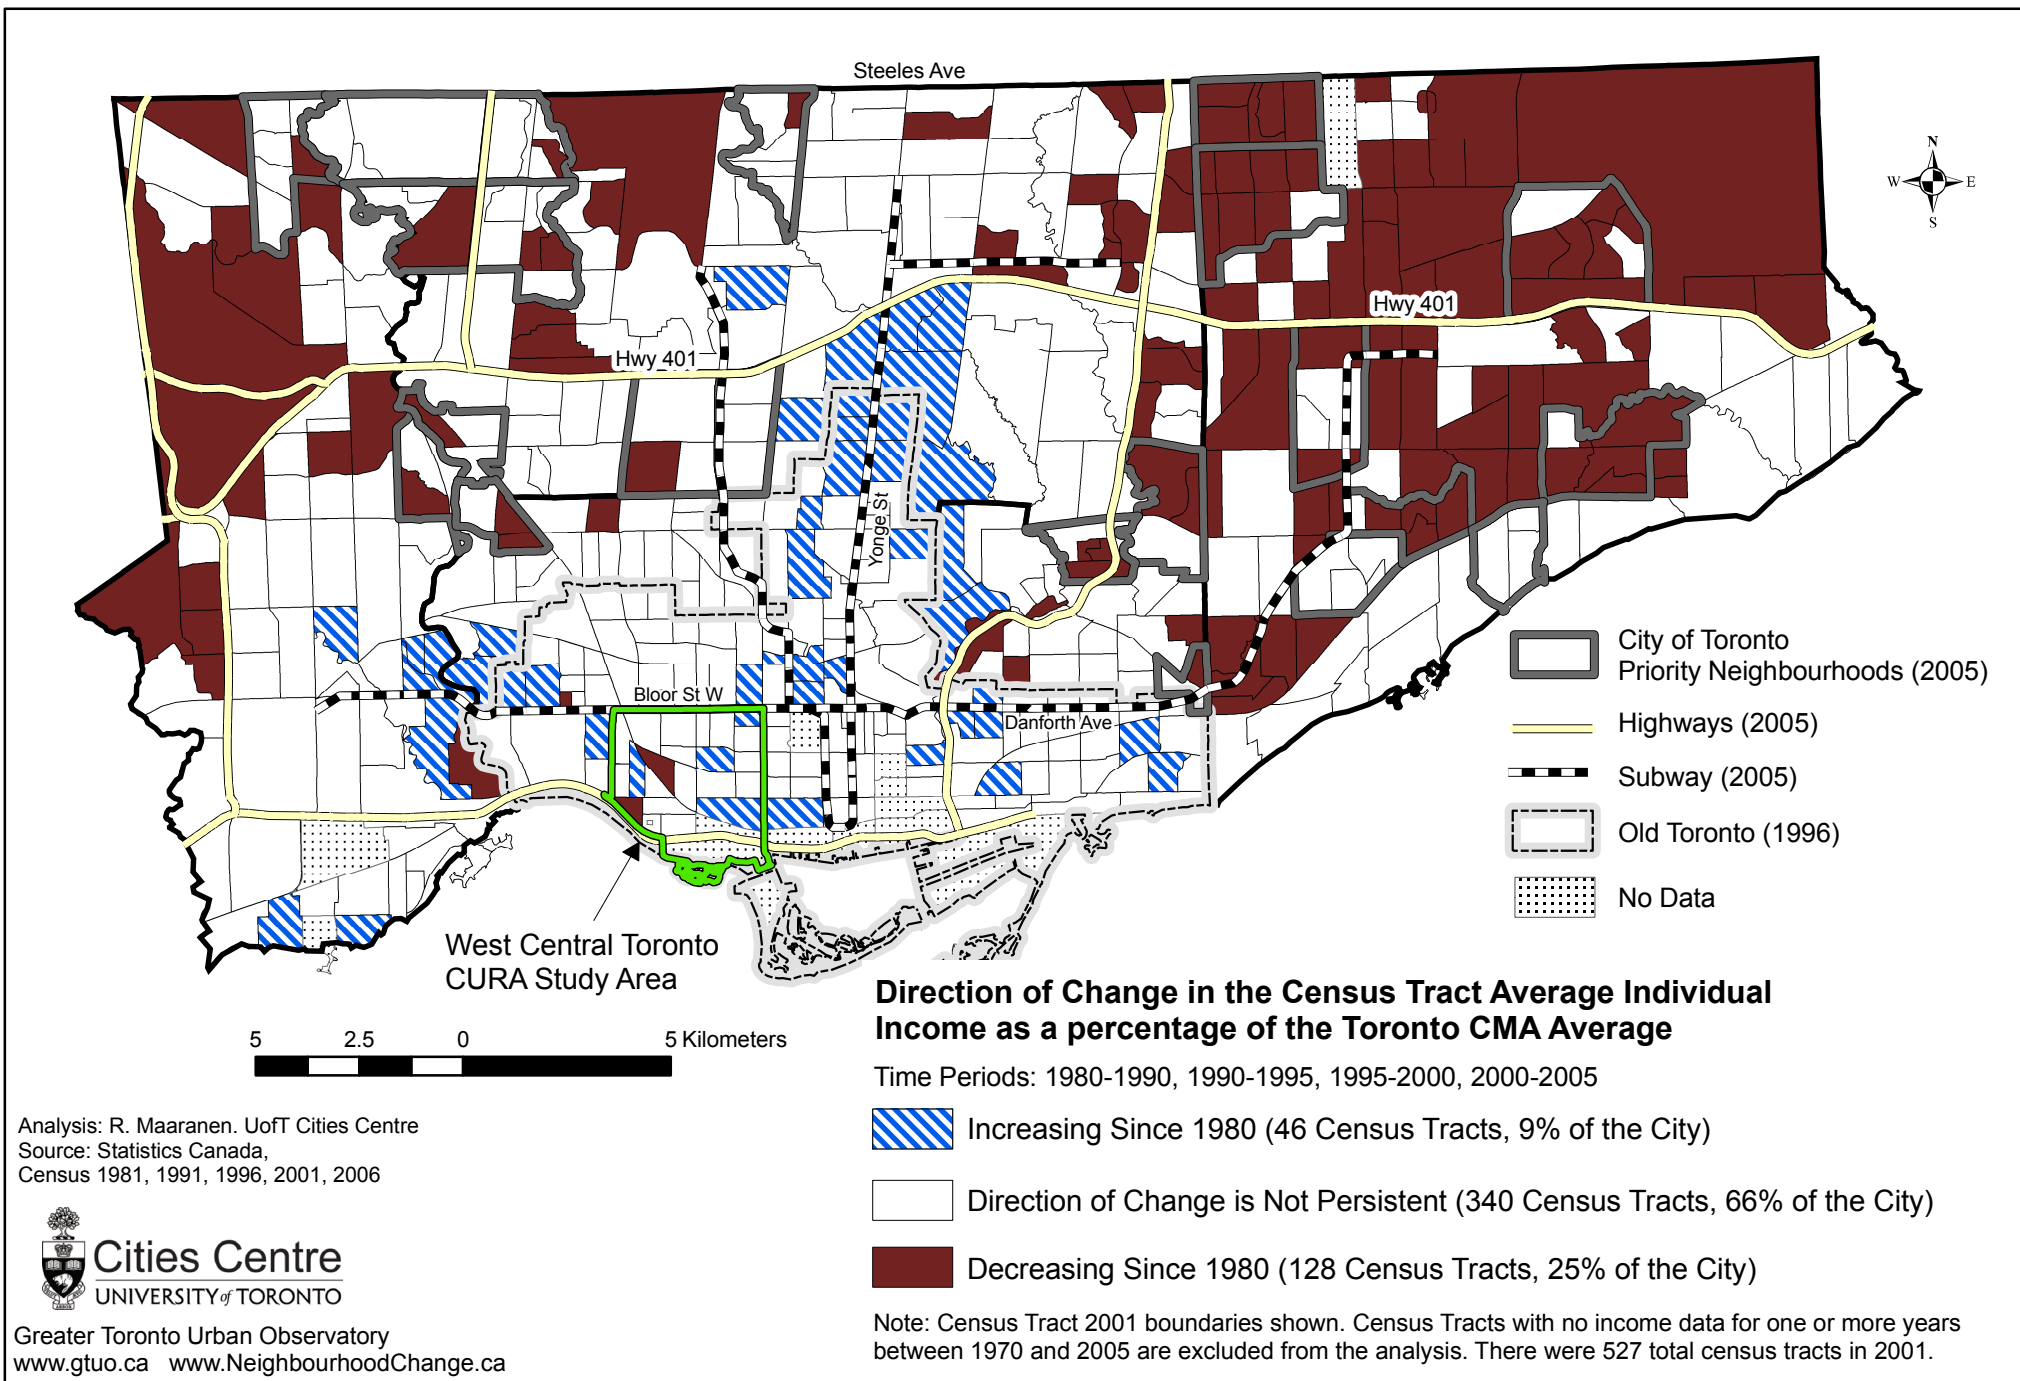 Steeles Ave
N
W E
S
Hwy 401
Hwy 401
Yonge St
Bloor St W
Danforth Ave
City of Toronto
Priority Neighbourhoods (2005)
Highways (2005)
Subway (2005)
Old Toronto (1996)
No Data
West Central Toronto
CURA Study Area
5 2.5 0 5 Kilometers
Direction of Change in the Census Tract Average Individual
Income as a percentage of the Toronto CMA Average
Time Periods: 1980-1990, 1990-1995, 1995-2000, 2000-2005
Increasing Since 1980 (46 Census Tracts, 9% of the City)
Direction of Change is Not Persistent (340 Census Tracts, 66% of the City)
Decreasing Since 1980 (128 Census Tracts, 25% of the City)
Note: Census Tract 2001 boundaries shown. Census Tracts with no income data for one or more years
between 1970 and 2005 are excluded from the analysis. There were 527 total census tracts in 2001.
Analysis: R. Maaranen. UofT Cities Centre
Source: Statistics Canada,
Census 1981, 1991, 1996, 2001, 2006
Cities Centre
UNIVERSITY of TORONTO
Greater Toronto Urban Observatory
www.gtuo.ca www.NeighbourhoodChange.ca